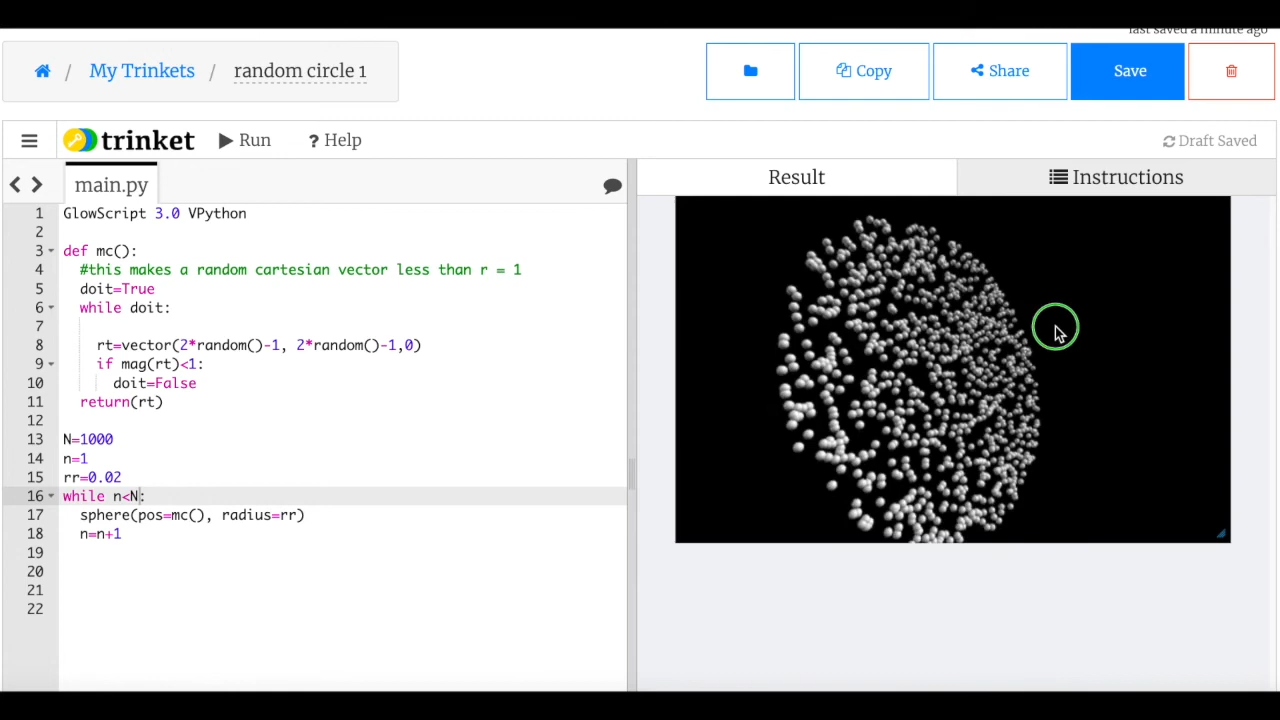 last saved a minute ago
/ My Trinkets / random circle 1
Copy
Share
Save
trinket
Run
? Help
Draft Saved
main.py
Result
Instructions
1 GlowScript 3.0 VPython
2
3 def mc():
4 #this makes a random cartesian vector less than r = 1
5 doit=True
6 while doit:
7
8 rt=vector(2*random()-1, 2*random()-1,0)
9 if mag(rt)<1:
10 doit=False
11 return(rt)
12
13 N=1000
14 n=1
15 rr=0.02
16 while n<N:
17 sphere(pos=mc(), radius=rr)
18 n=n+1
19
20
21
22